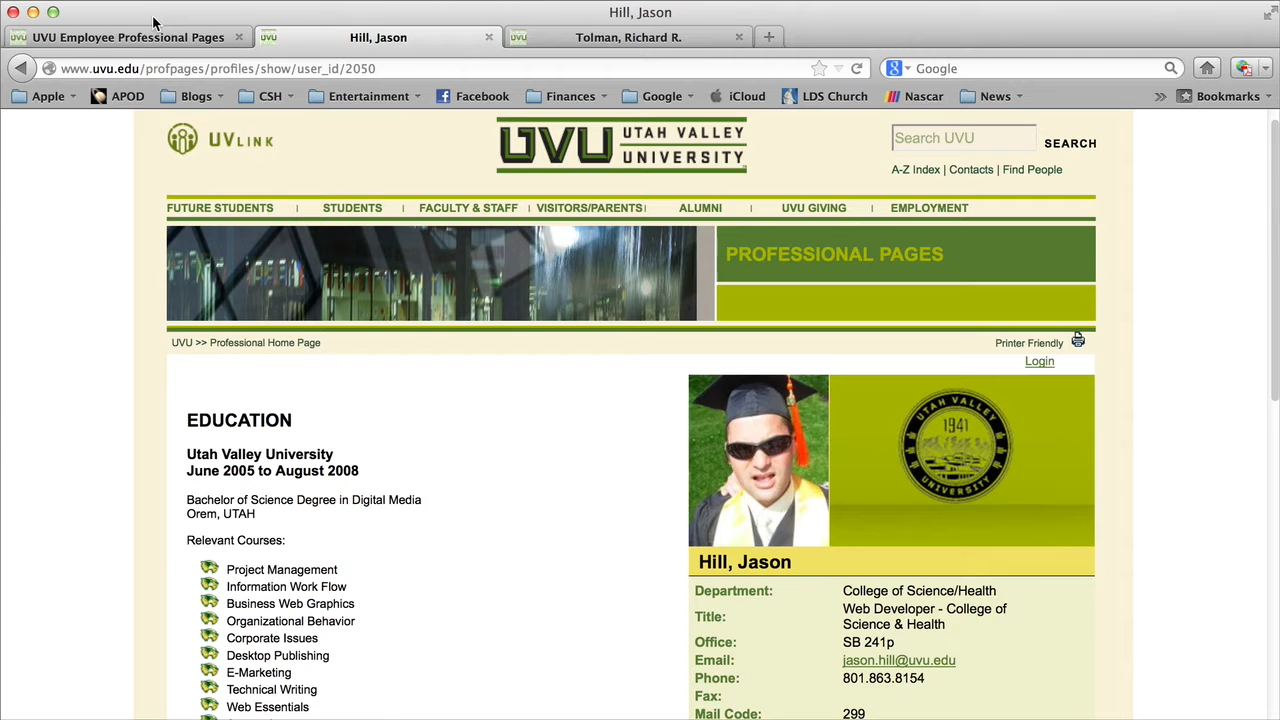 Hill, Jason
UVU Employee Professional Pages
Hill, Jason
Tolman, Richard R.
www.uvu.edu/profpages/profiles/show/user_id/2050
Google
Apple
APOD
Blogs
CSH
Entertainment
Facebook
Finances
Google
iCloud
LDS Church
Nascar
News
Bookmarks
UVLINK
UVU UTAH VALLEY UNIVERSITY
Search UVU
SEARCH
A-Z Index | Contacts | Find People
FUTURE STUDENTS | STUDENTS | FACULTY & STAFF | VISITORS/PARENTS | ALUMNI | UVU GIVING | EMPLOYMENT
PROFESSIONAL PAGES
UVU >> Professional Home Page
Printer Friendly
Login
EDUCATION
Utah Valley University
June 2005 to August 2008
Bachelor of Science Degree in Digital Media
Orem, UTAH
Relevant Courses:
Project Management
Information Work Flow
Business Web Graphics
Organizational Behavior
Corporate Issues
Desktop Publishing
E-Marketing
Technical Writing
Web Essentials
UTAH VALLEY
1941
UNIVERSITY
Hill, Jason
Department: College of Science/Health
Title: Web Developer - College of
Science & Health
Office: SB 241p
Email: jason.hill@uvu.edu
Phone: 801.863.8154
Fax:
Mail Code: 299